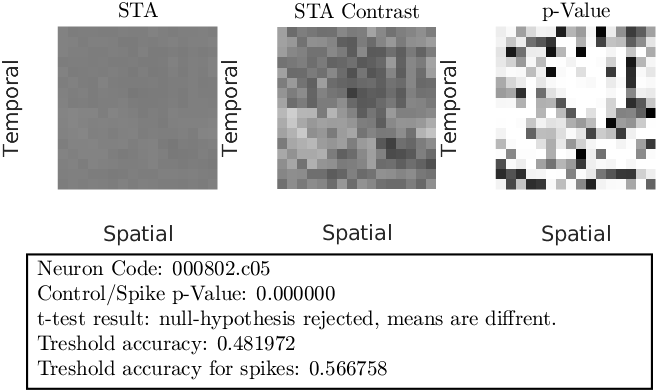 STA
STA Contrast
p-Value
Temporal
Temporal
Temporal
Spatial
Spatial
Spatial
Neuron Code: 000802.c05
Control/Spike p-Value: 0.000000
t-test result: null-hypothesis rejected, means are diffrent.
Treshold accuracy: 0.481972
Treshold accuracy for spikes: 0.566758